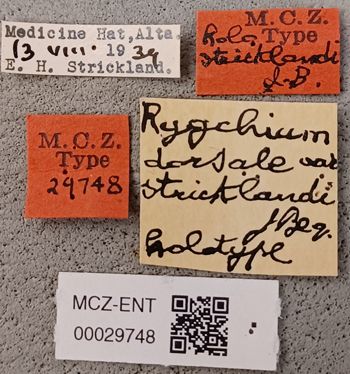 Medicine Hat, Alta.
13 VIII 1939
E. H. Strickland.
M.C.Z.
Holo Type
stricklandi
J.B.
M.C.Z.
Type
29748
Rygchium
dorsale var.
stricklandi
J. Beq.
Holotype
MCZ-ENT
00029748